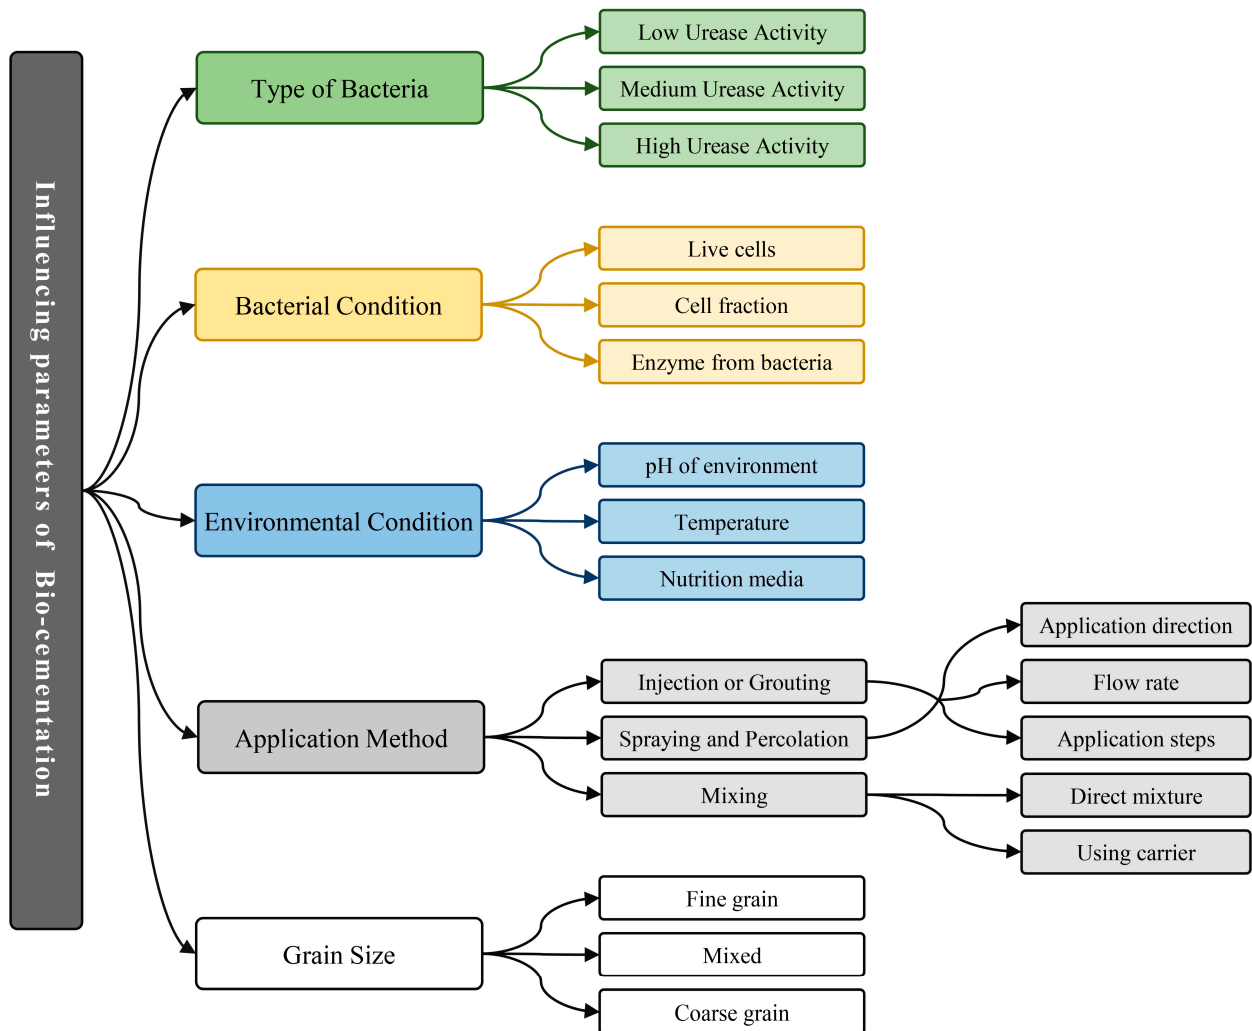 Influencing parameters of Bio-cementation
Type of Bacteria
Low Urease Activity
Medium Urease Activity
High Urease Activity
Bacterial Condition
Live cells
Cell fraction
Enzyme from bacteria
Environmental Condition
pH of environment
Temperature
Nutrition media
Application Method
Injection or Grouting
Spraying and Percolation
Mixing
Application direction
Flow rate
Application steps
Direct mixture
Using carrier
Grain Size
Fine grain
Mixed
Coarse grain